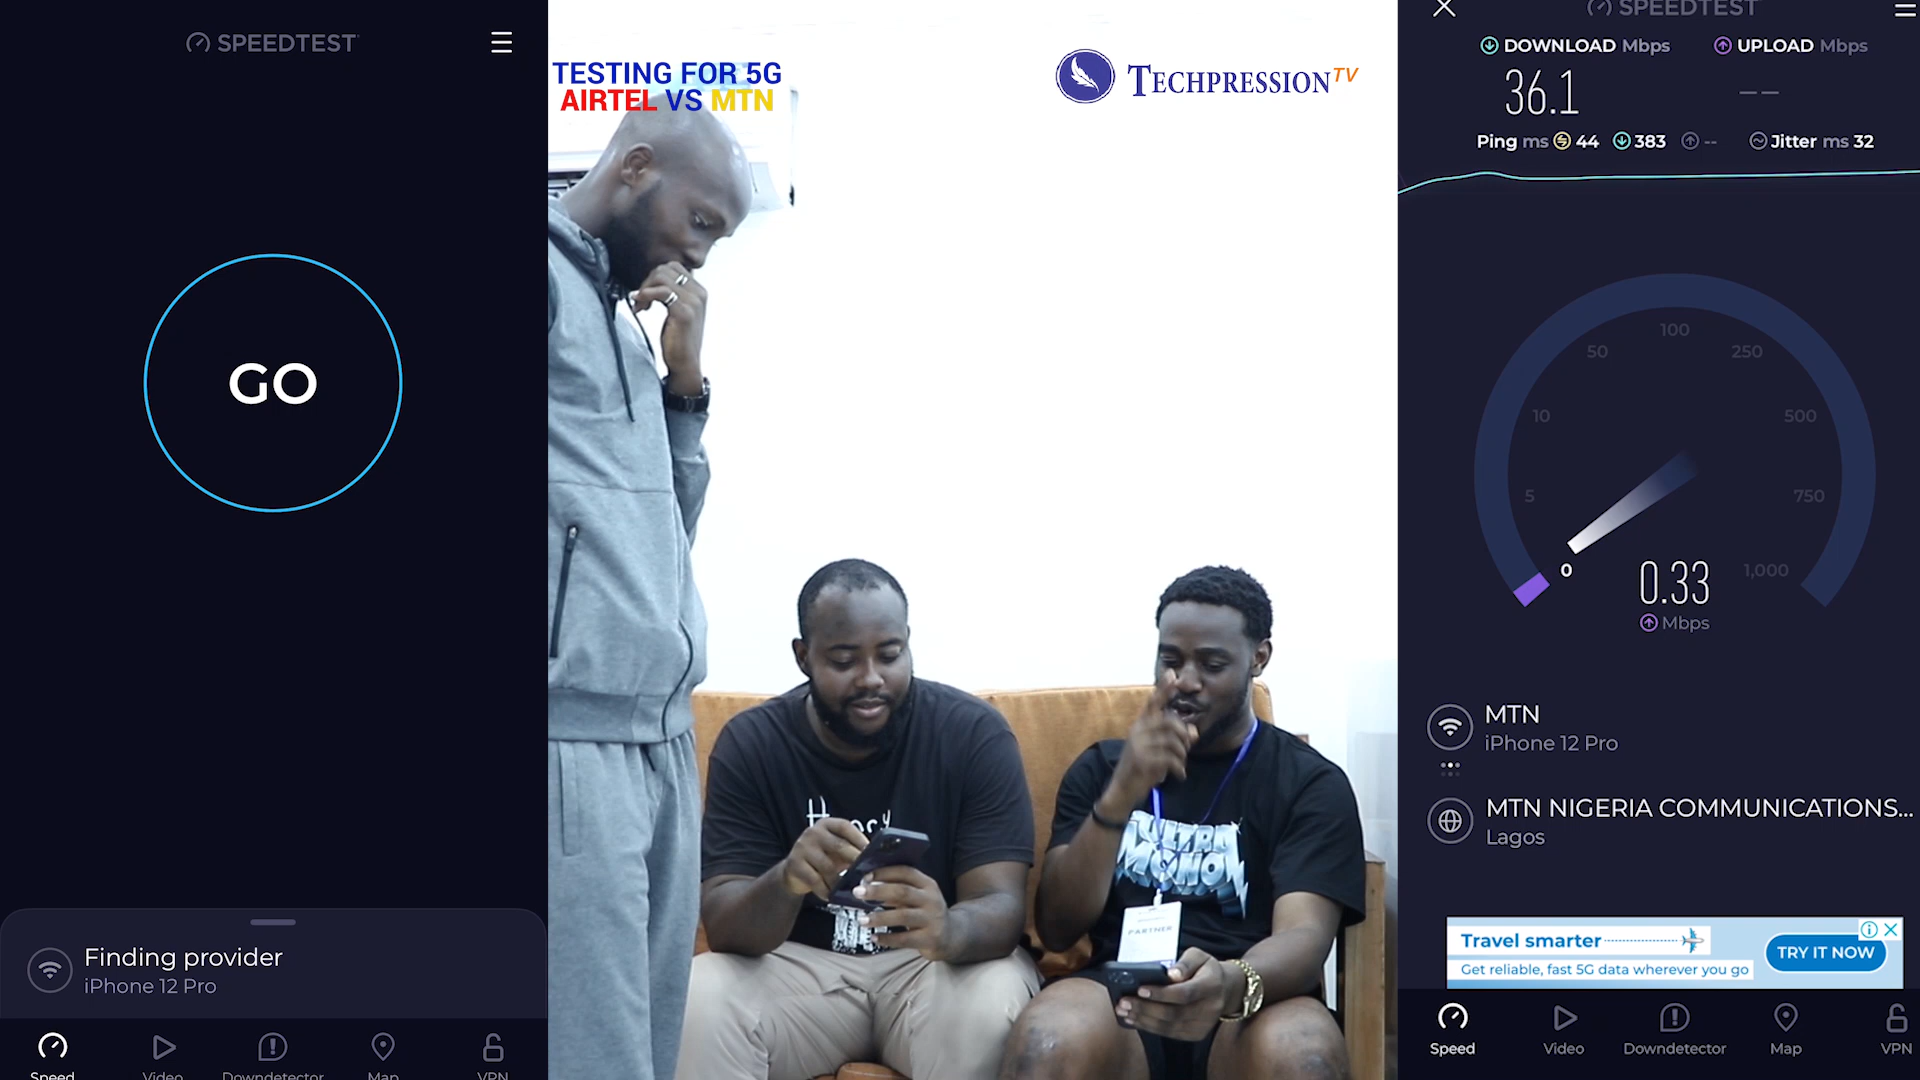 SPEEDTEST
GO
Finding provider
iPhone 12 Pro
Speed
Video
Downdetector
Map
VPN
TESTING FOR 5G
AIRTEL VS MTN
TECHPRESSION TV
PARTNER
SPEEDTEST
DOWNLOAD Mbps
UPLOAD Mbps
36.1
--
Ping ms 44 383 -- Jitter ms 32
100
50
250
10
500
5
750
0
1,000
0.33
Mbps
MTN
iPhone 12 Pro
MTN NIGERIA COMMUNICATIONS...
Lagos
Travel smarter
Get reliable, fast 5G data wherever you go
TRY IT NOW
Speed
Video
Downdetector
Map
VPN